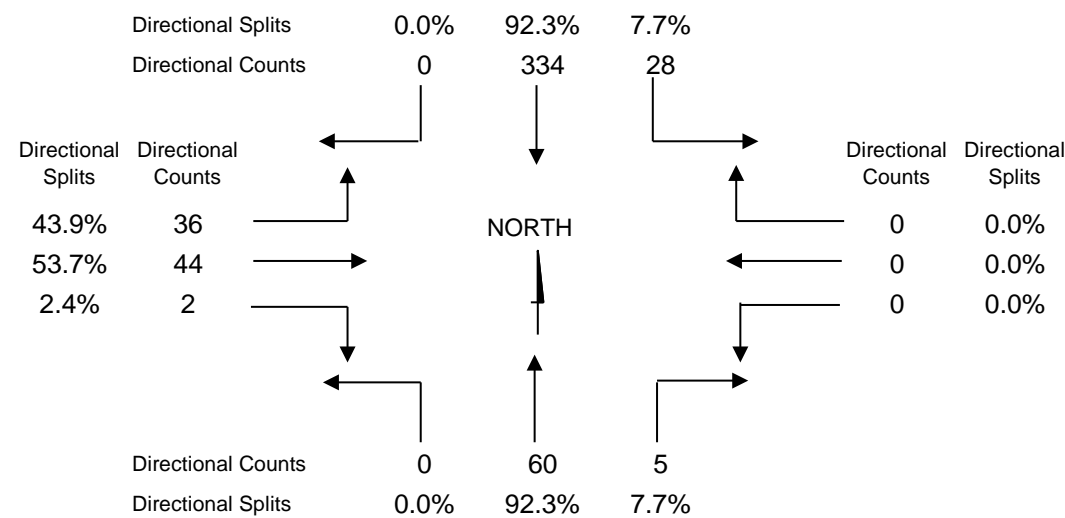 Directional Splits 0.0% 92.3% 7.7%
Directional Counts 0 334 28
Directional Directional Directional Directional
Splits Counts Counts Splits
43.9% 36 NORTH 0 0.0%
53.7% 44 0 0.0%
2.4% 2 0 0.0%
Directional Counts 0 60 5
Directional Splits 0.0% 92.3% 7.7%